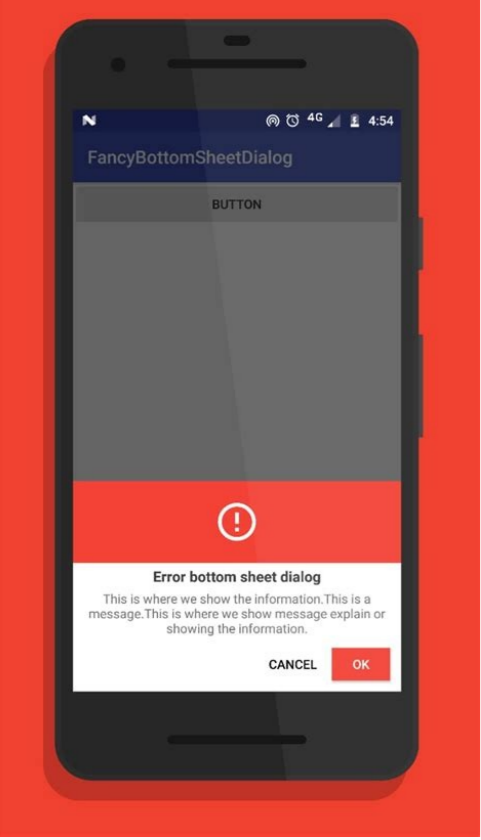 4G 4:54
FancyBottomSheetDialog
BUTTON
Error bottom sheet dialog
This is where we show the information.This is a
message.This is where we show message explain or
showing the information.
CANCEL OK